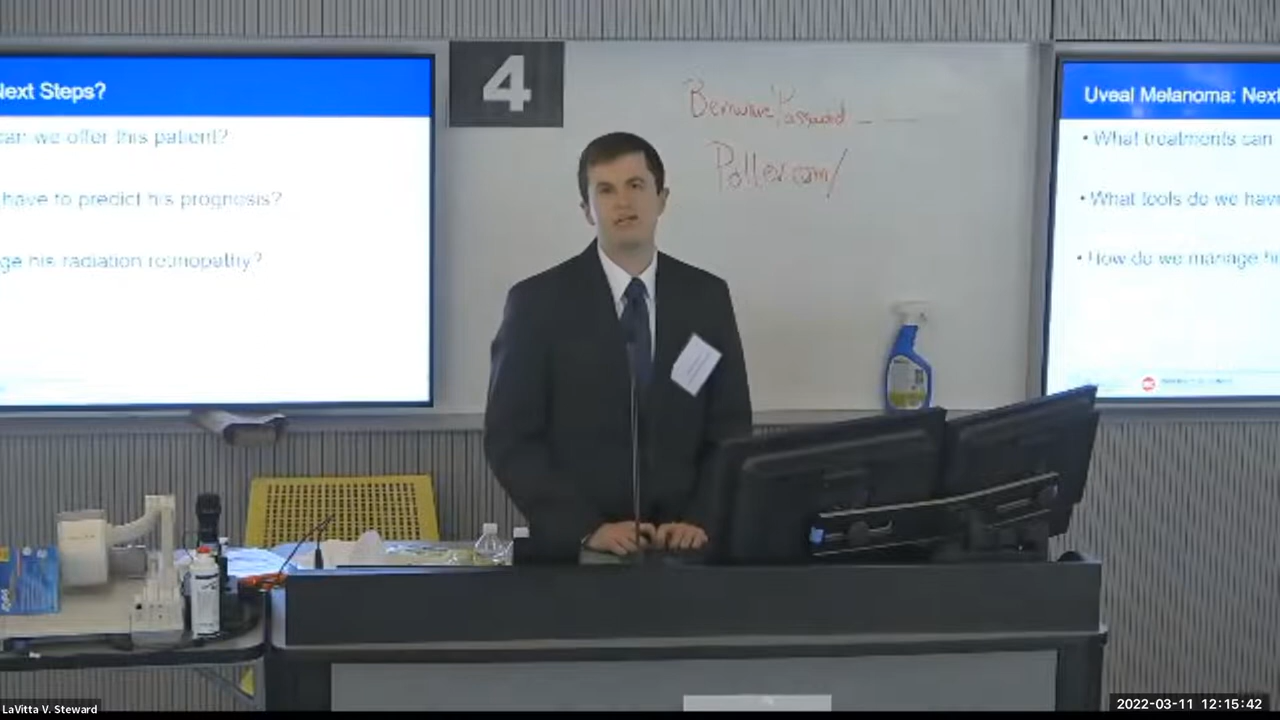 Next Steps?
can we offer this patient?
have to predict his prognosis?
ge his radiation retinopathy?
4
Password
Pollev.com/
Uveal Melanoma: Next
• What treatments can
• What tools do we have
• How do we manage hi
LaVitta V. Steward
2022-03-11 12:15:42